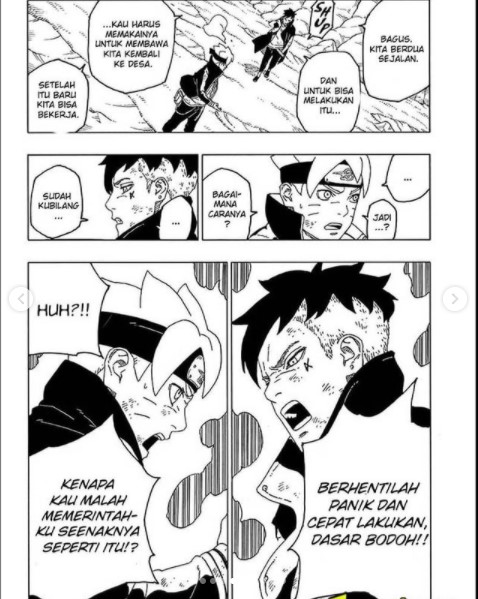 BAGUS.
KITA BERDUA
SEJALAN.
SHUP
DAN
UNTUK BISA
MELAKUKAN
ITU...
...KAU HARUS
MEMAKAINYA
UNTUK MEMBAWA
KITA KEMBALI
KE DESA.
SETELAH
ITU BARU
KITA BISA
BEKERJA.
...
JADI
...?
BAGAI-
MANA
CARANYA
?
...
SUDAH
KUBILANG
...
BERHENTILAH
PANIK DAN
CEPAT LAKUKAN,
DASAR BODOH!!
HUH?!!
KENAPA
KAU MALAH
MEMERINTAH-
KU SEENAKNYA
SEPERTI ITU!?